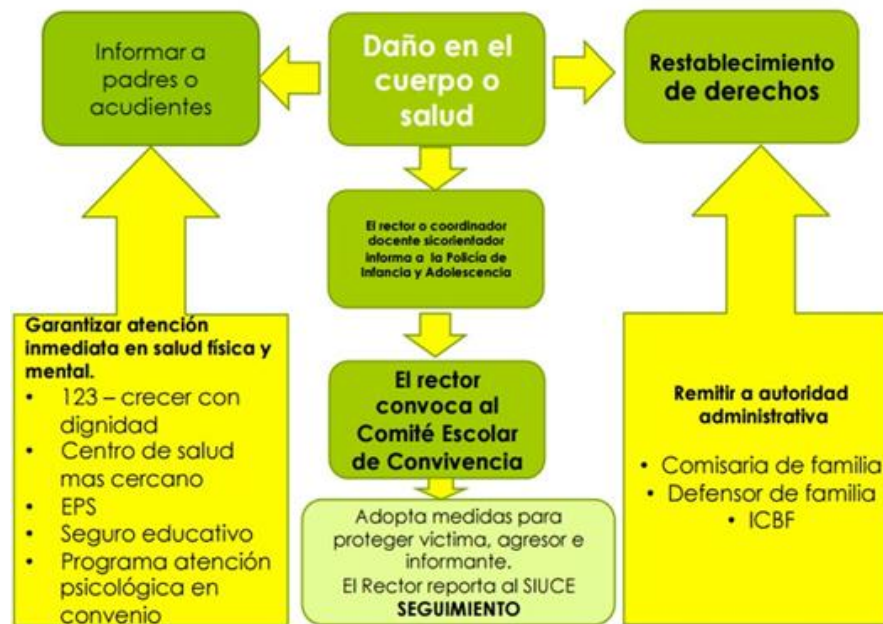 Informar a
padres o
acudientes
Daño en el
cuerpo o
salud
Restablecimiento
de derechos
El rector o coordinador
docente sicorientador
informa a la Policía de
Infancia y Adolescencia
Garantizar atención
inmediata en salud física y
mental.
• 123 – crecer con
dignidad
• Centro de salud
mas cercano
• EPS
• Seguro educativo
• Programa atención
psicológica en
convenio
El rector
convoca al
Comité Escolar
de Convivencia
Adopta medidas para
proteger victima, agresor e
informante.
El Rector reporta al SIUCE
SEGUIMIENTO
Remitir a autoridad
administrativa
• Comisaria de familia
• Defensor de familia
• ICBF